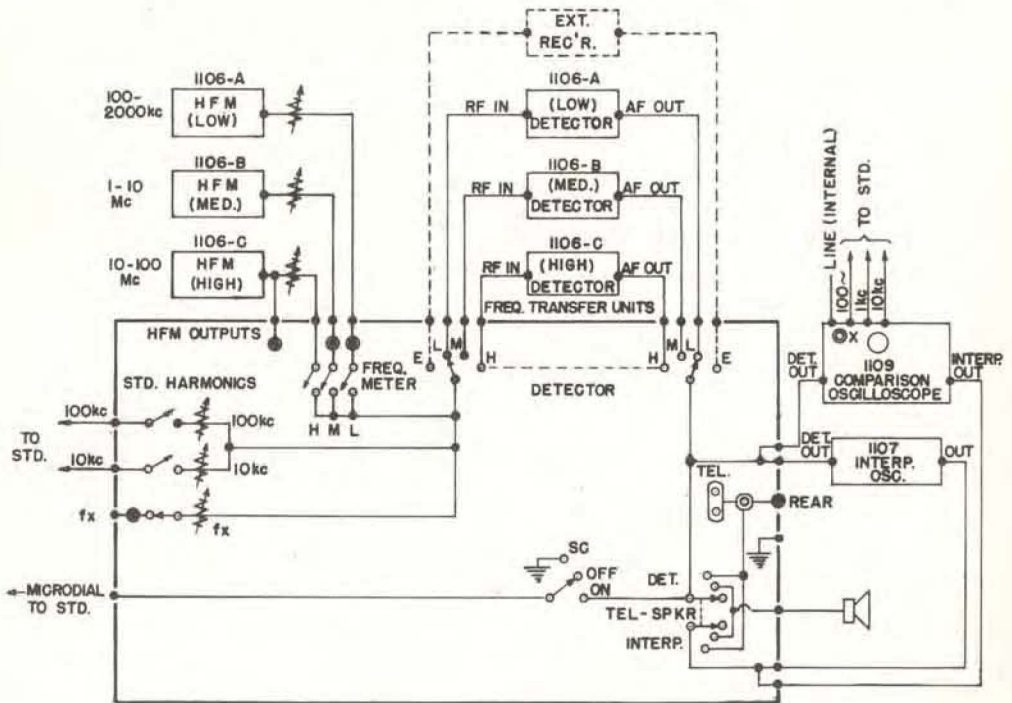 EXT.
REC'R.
1106-A
100-
2000kc
HFM
(LOW)
1106-B
1-10
Mc
HFM
(MED.)
1106-C
10-100
Mc
HFM
(HIGH)
1106-A
RF IN
(LOW)
DETECTOR
AF OUT
1106-B
RF IN
(MED.)
DETECTOR
AF OUT
1106-C
RF IN
(HIGH)
DETECTOR
AF OUT
FREQ. TRANSFER UNITS
LINE (INTERNAL)
100~
1kc
10kc
TO STD.
X
DET.
OUT
1109
COMPARISON
OSCILLOSCOPE
INTERP.
OUT
HFM OUTPUTS
E
L
M
H
H
M
L
E
FREQ.
METER
H M L
DETECTOR
STD. HARMONICS
100kc
100kc
TO
STD.
10kc
10kc
fx
fx
DET.
OUT
1107
INTERP.
OSC.
OUT
TEL.
REAR
SC
OFF
ON
MICRODIAL
TO STD.
DET.
TEL-SPKR
INTERP.